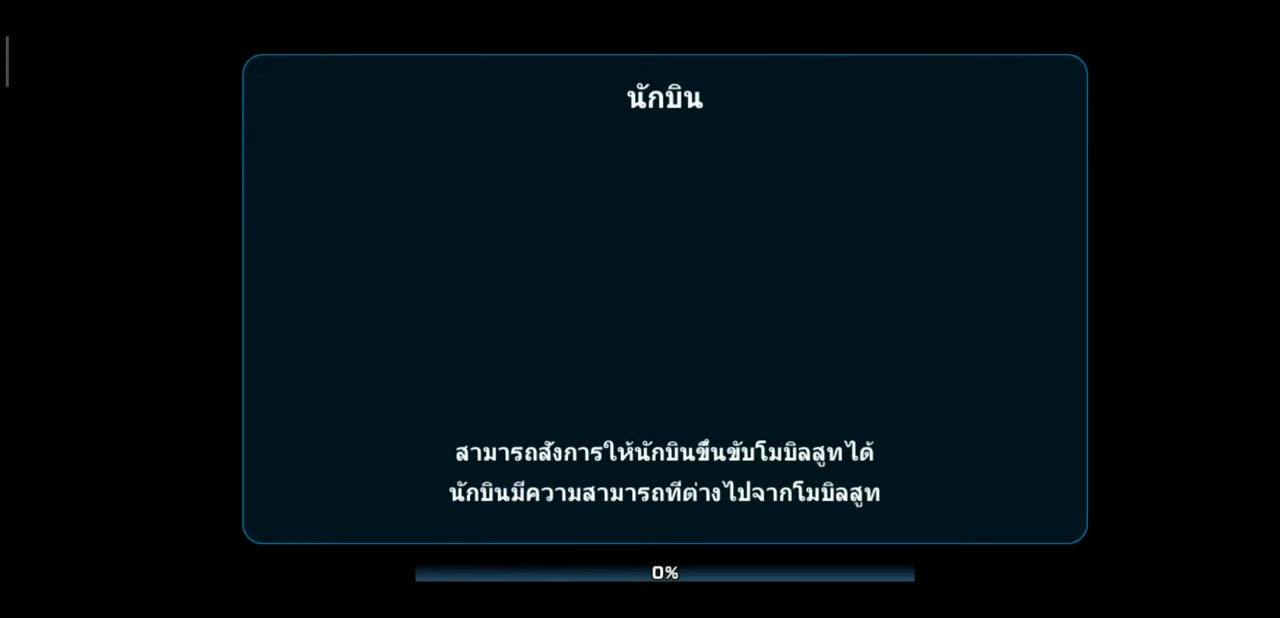 นักบิน
สามารถสั่งการให้นักบินขึ้นขับโมบิลสูทได้
นักบินมีความสามารถที่ต่างไปจากโมบิลสูท
0%